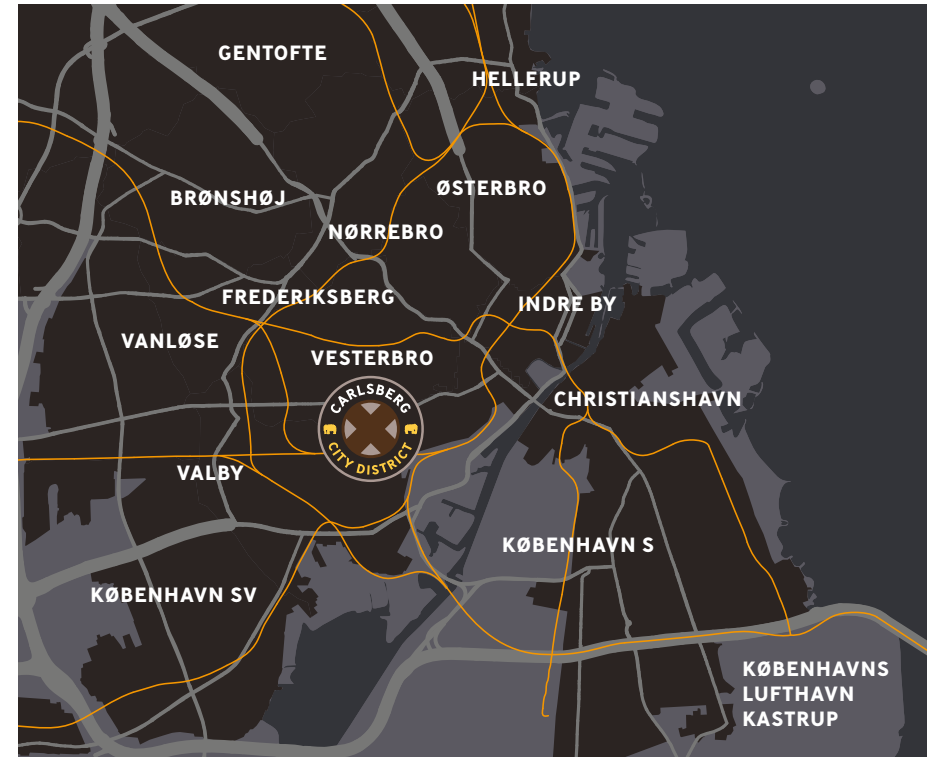 GENTOFTE
HELLERUP
ØSTERBRO
BRØNSHØJ
NØRREBRO
FREDERIKSBERG
INDRE BY
VANLØSE
VESTERBRO
CARLSBERG
CITY DISTRICT
CHRISTIANSHAVN
VALBY
KØBENHAVN S
KØBENHAVN SV
KØBENHAVNS
LUFTHAVN
KASTRUP